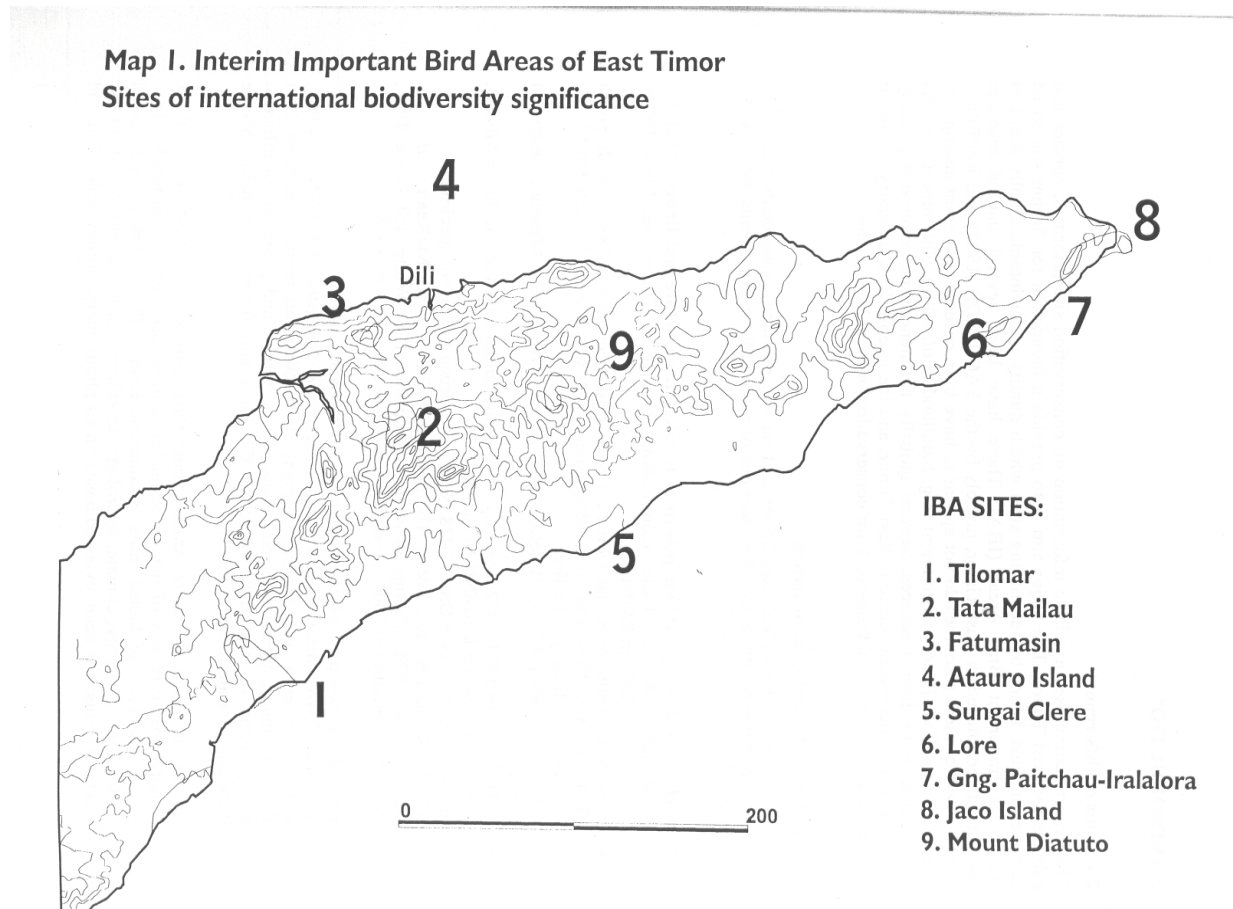 Map 1. Interim Important Bird Areas of East Timor
Sites of international biodiversity significance
4
8
Dili
3
7
6
9
2
5
1
IBA SITES:
1. Tilomar
2. Tata Mailau
3. Fatumasin
4. Atauro Island
5. Sungai Clere
6. Lore
7. Gng. Paitchau-Iralalora
8. Jaco Island
9. Mount Diatuto
0 200